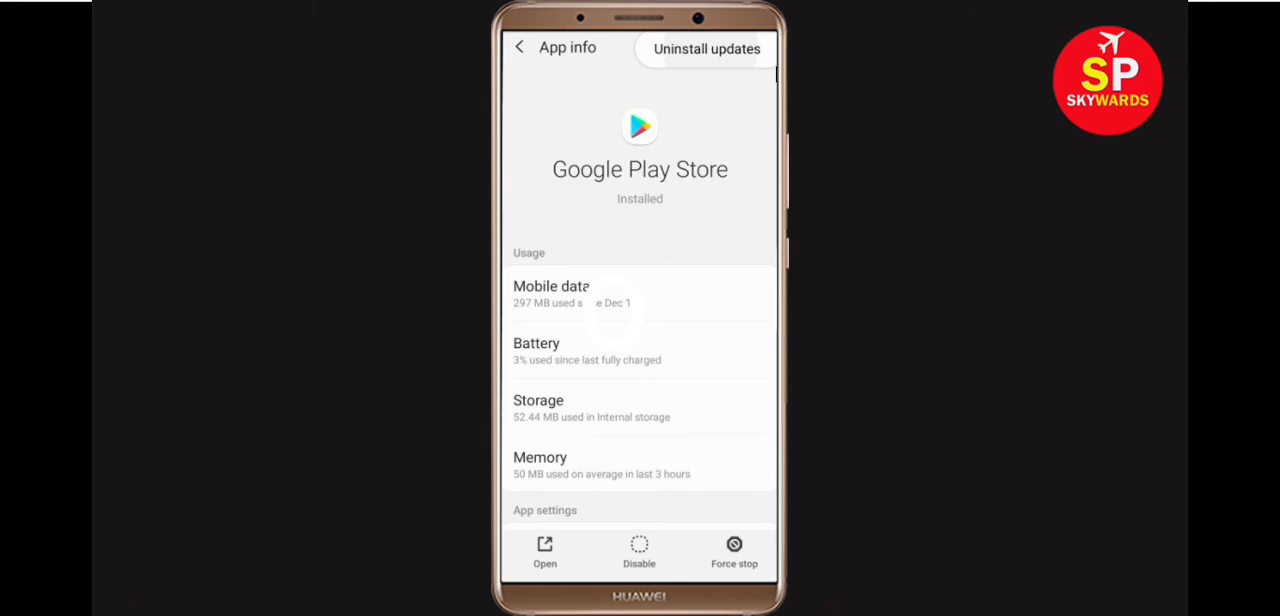 App info
Uninstall updates
SP
SKYWARDS
Google Play Store
Installed
Usage
Mobile data
297 MB used s e Dec 1
Battery
3% used since last fully charged
Storage
52.44 MB used in Internal storage
Memory
50 MB used on average in last 3 hours
App settings
Open
Disable
Force stop
HUAWEI